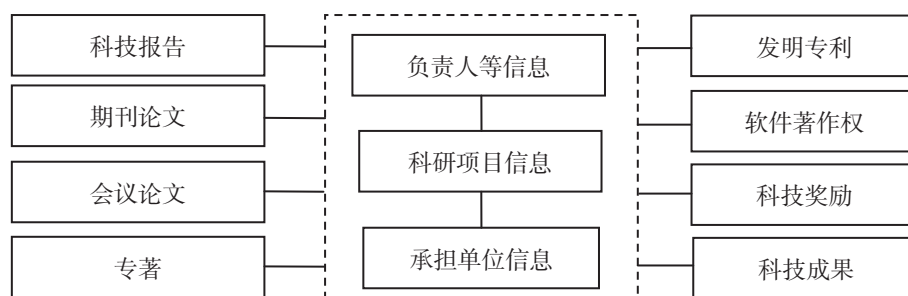 科技报告
期刊论文
会议论文
专著
负责人等信息
科研项目信息
承担单位信息
发明专利
软件著作权
科技奖励
科技成果